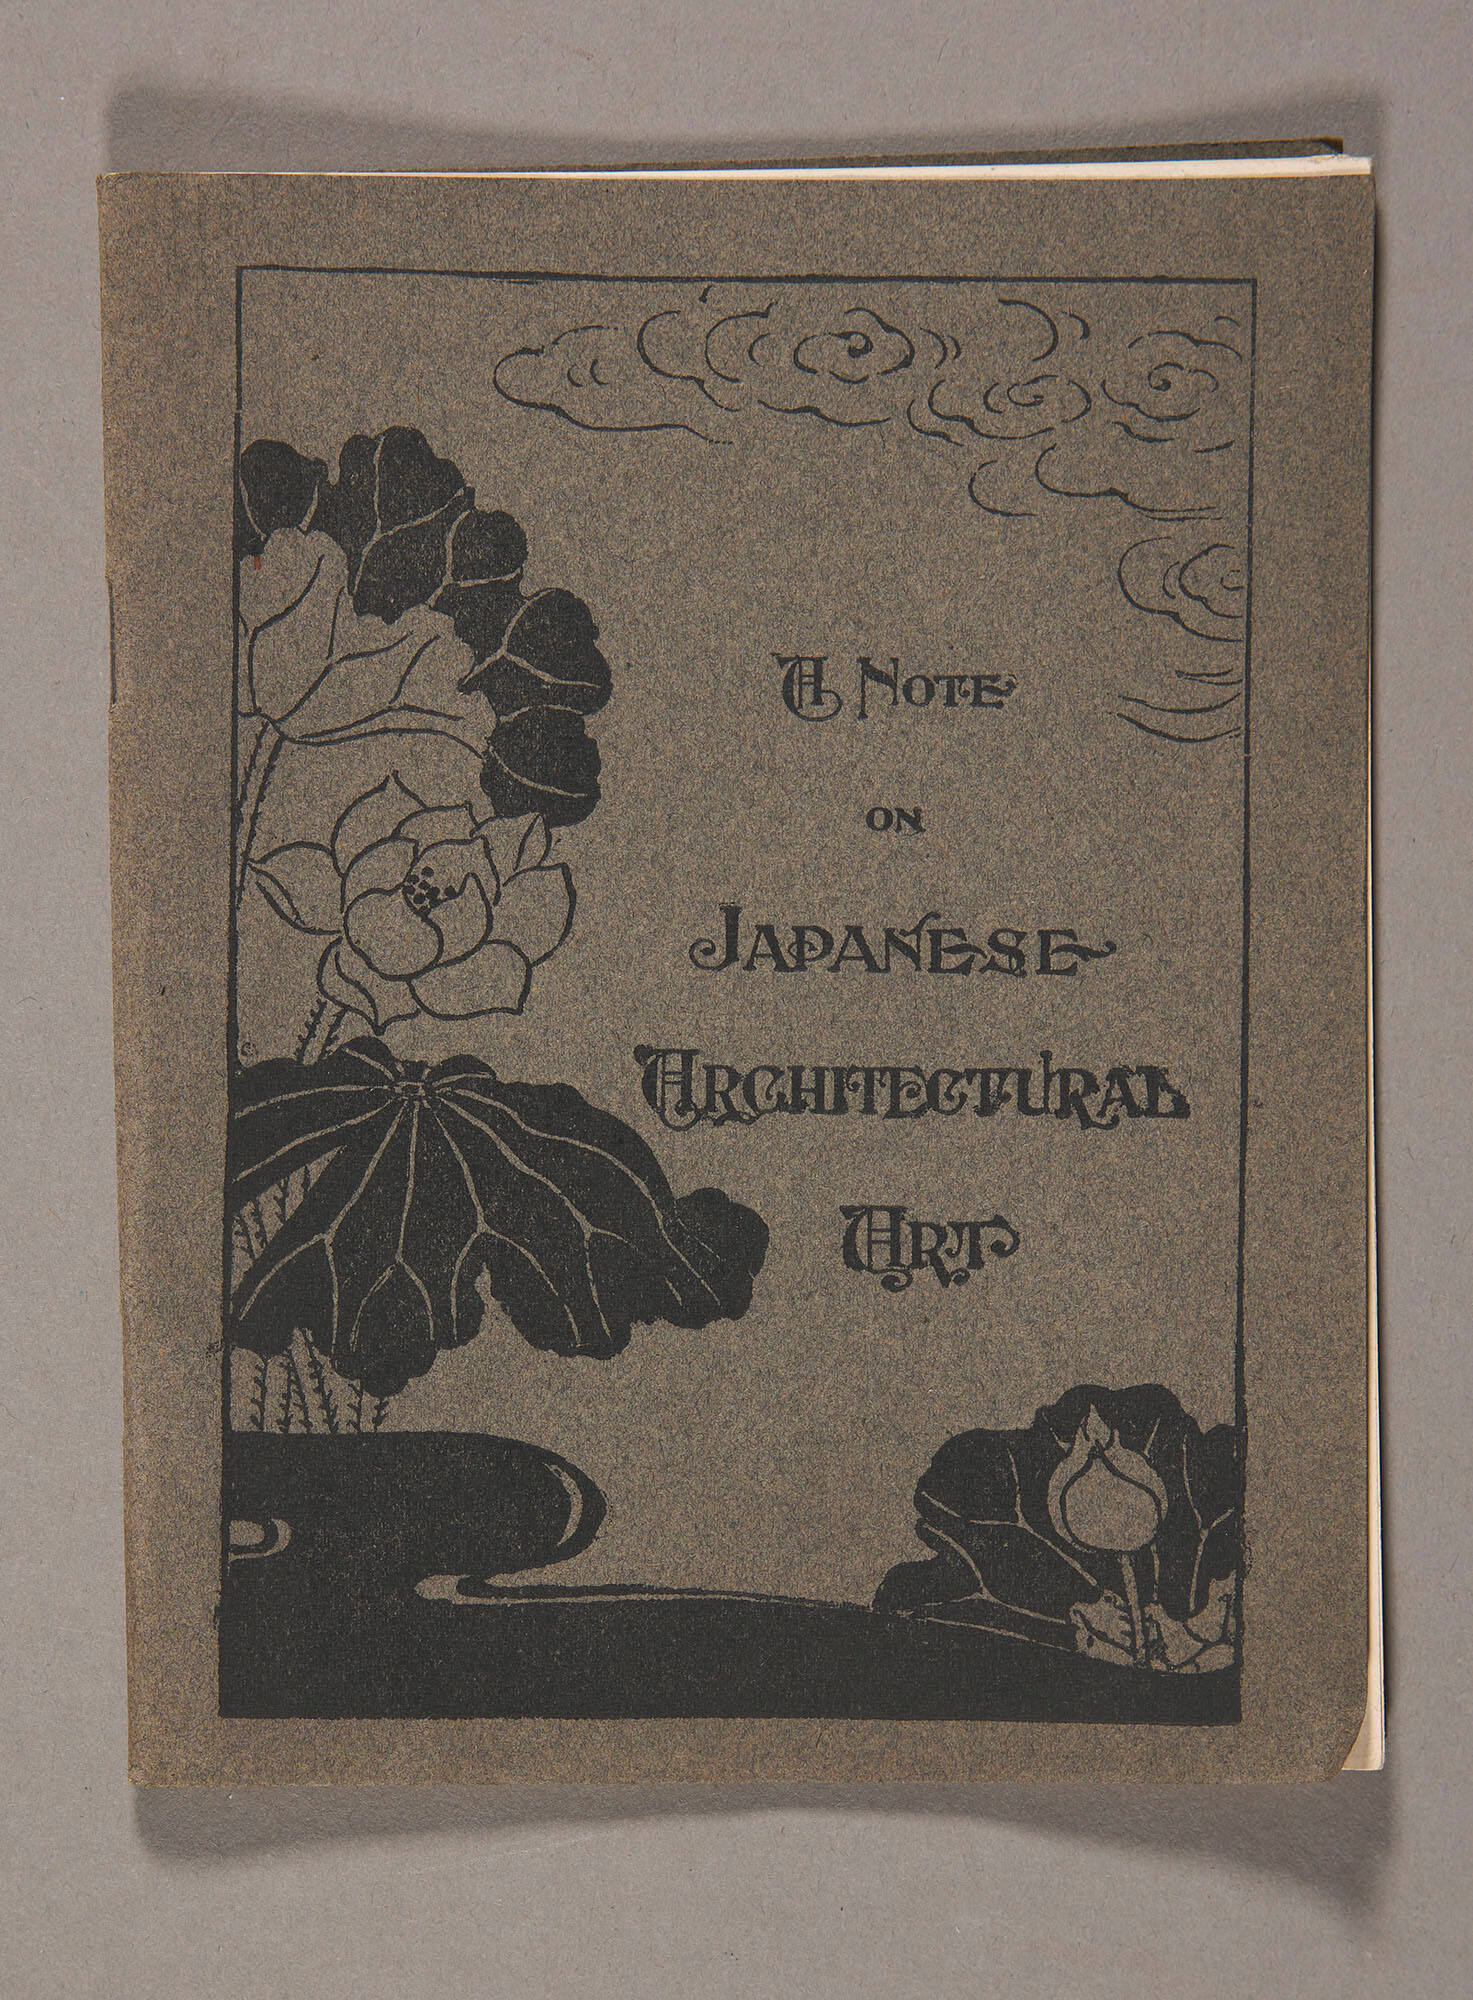 A Note
on
Japanese
Architectural
Art